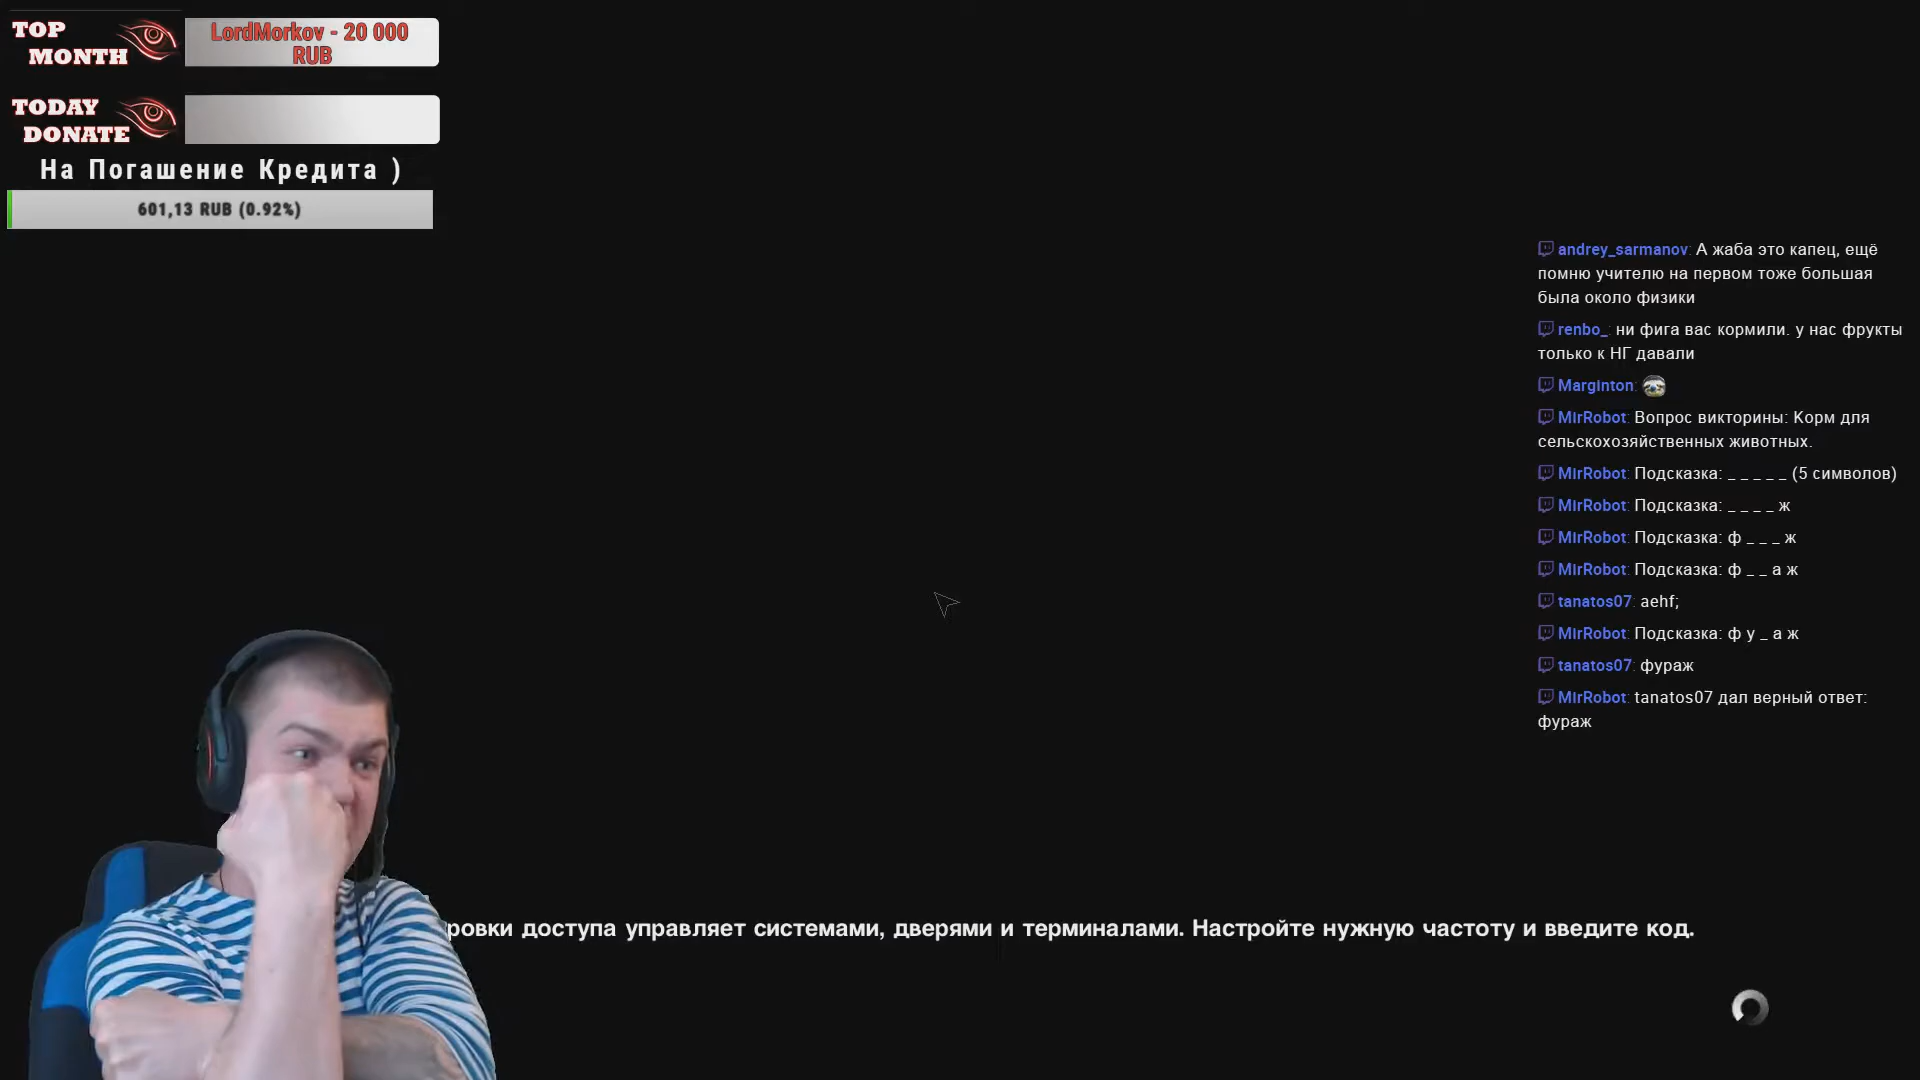 TOP
MONTH
LordMorkov - 20 000
RUB
TODAY
DONATE
На Погашение Кредита )
601,13 RUB (0.92%)
andrey_sarmanov: А жаба это капец, ещё
помню учителю на первом тоже большая
была около физики
renbo_: ни фига вас кормили. у нас фрукты
только к НГ давали
Marginton:
MirRobot: Вопрос викторины: Корм для
сельскохозяйственных животных.
MirRobot: Подсказка: _ _ _ _ _ (5 символов)
MirRobot: Подсказка: _ _ _ _ ж
MirRobot: Подсказка: ф _ _ _ ж
MirRobot: Подсказка: ф _ _ а ж
tanatos07: aehf;
MirRobot: Подсказка: ф у _ а ж
tanatos07: фураж
MirRobot: tanatos07 дал верный ответ:
фураж
доступа управляет системами, дверями и терминалами. Настройте нужную частоту и введите код.